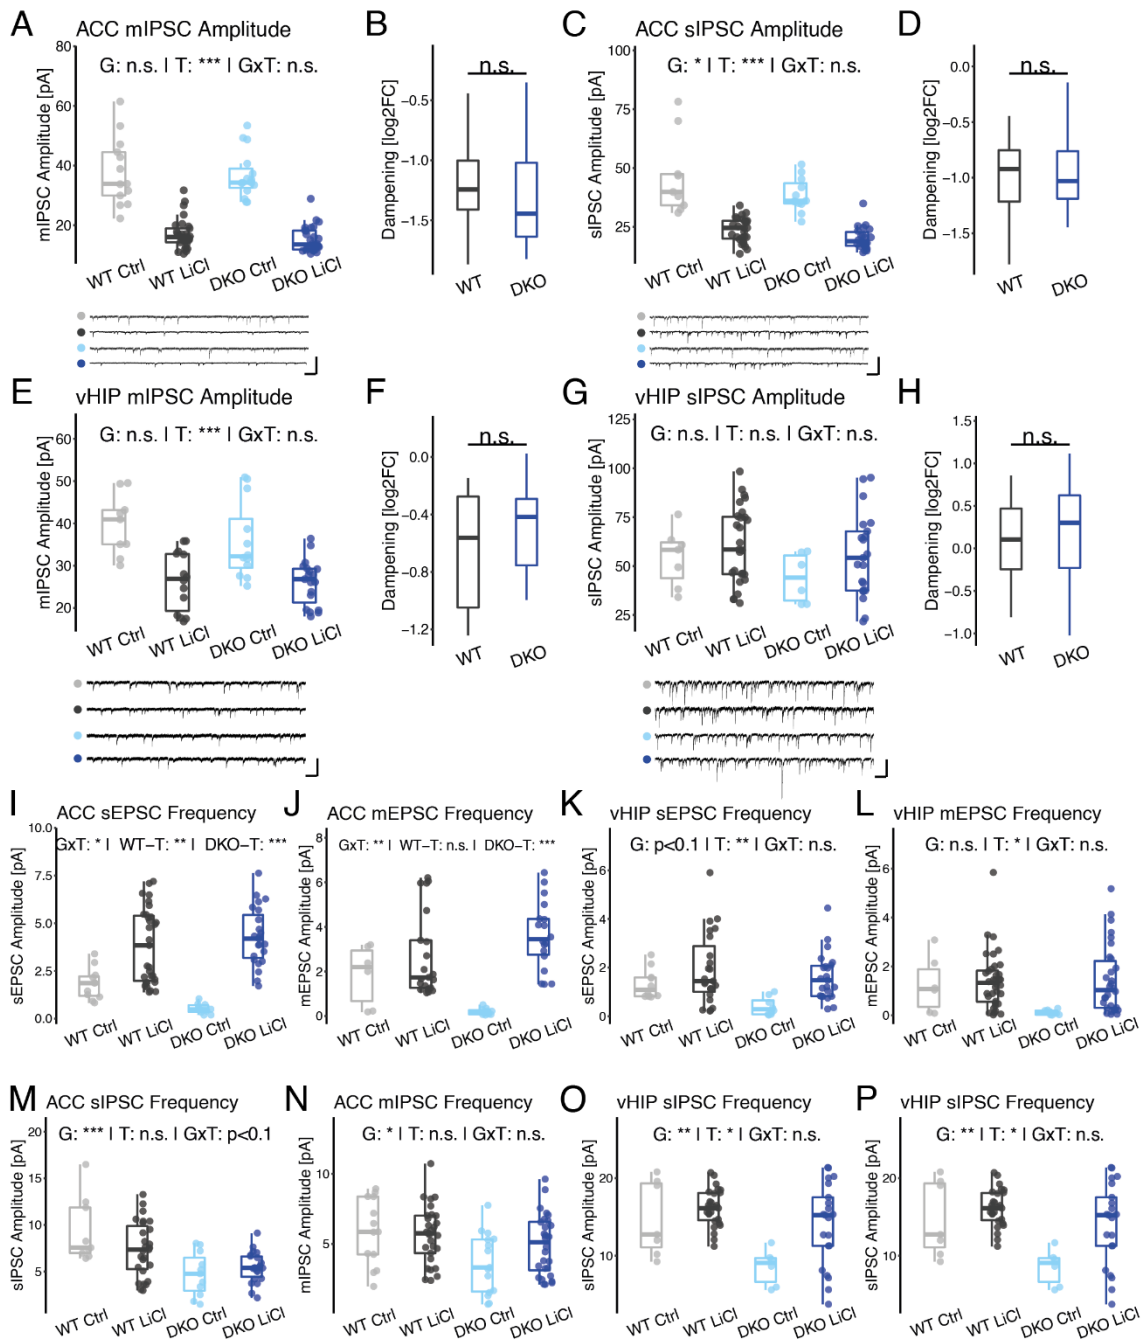 A ACC mIPSC Amplitude
G: n.s. | T: *** | GxT: n.s.
mIPSC Amplitude [pA]
80
60
40
20
WT Ctrl
WT LiCl
DKO Ctrl
DKO LiCl
B
n.s.
Dampening [log2FC]
−0.5
−1.0
−1.5
WT
DKO
C ACC sIPSC Amplitude
G: * | T: *** | GxT: n.s.
sIPSC Amplitude [pA]
100
75
50
25
WT Ctrl
WT LiCl
DKO Ctrl
DKO LiCl
D
n.s.
Dampening [log2FC]
0.0
−0.5
−1.0
−1.5
WT
DKO
E vHIP mIPSC Amplitude
G: n.s. | T: *** | GxT: n.s.
mIPSC Amplitude [pA]
60
50
40
30
20
WT Ctrl
WT LiCl
DKO Ctrl
DKO LiCl
F
n.s.
Dampening [log2FC]
0.0
−0.4
−0.8
−1.2
WT
DKO
G vHIP sIPSC Amplitude
G: n.s. | T: n.s. | GxT: n.s.
sIPSC Amplitude [pA]
125
100
75
50
25
WT Ctrl
WT LiCl
DKO Ctrl
DKO LiCl
H
n.s.
Dampening [log2FC]
1.5
1.0
0.5
0.0
−0.5
−1.0
WT
DKO
I ACC sEPSC Frequency
GxT: * | WT−T: ** | DKO−T: ***
sEPSC Amplitude [pA]
10.0
7.5
5.0
2.5
0.0
WT Ctrl
WT LiCl
DKO Ctrl
DKO LiCl
J ACC mEPSC Frequency
GxT: ** | WT−T: n.s. | DKO−T: ***
mEPSC Amplitude [pA]
8
6
4
2
0
WT Ctrl
WT LiCl
DKO Ctrl
DKO LiCl
K vHIP sEPSC Frequency
G: p<0.1 | T: ** | GxT: n.s.
sEPSC Amplitude [pA]
6
4
2
0
WT Ctrl
WT LiCl
DKO Ctrl
DKO LiCl
L vHIP mEPSC Frequency
G: n.s. | T: * | GxT: n.s.
mEPSC Amplitude [pA]
6
4
2
0
WT Ctrl
WT LiCl
DKO Ctrl
DKO LiCl
M ACC sIPSC Frequency
G: *** | T: n.s. | GxT: p<0.1
sIPSC Amplitude [pA]
20
15
10
5
WT Ctrl
WT LiCl
DKO Ctrl
DKO LiCl
N ACC mIPSC Frequency
G: * | T: n.s. | GxT: n.s.
mIPSC Amplitude [pA]
10
5
WT Ctrl
WT LiCl
DKO Ctrl
DKO LiCl
O vHIP sIPSC Frequency
G: ** | T: * | GxT: n.s.
sIPSC Amplitude [pA]
20
10
WT Ctrl
WT LiCl
DKO Ctrl
DKO LiCl
P vHIP sIPSC Frequency
G: ** | T: * | GxT: n.s.
sIPSC Amplitude [pA]
20
10
WT Ctrl
WT LiCl
DKO Ctrl
DKO LiCl